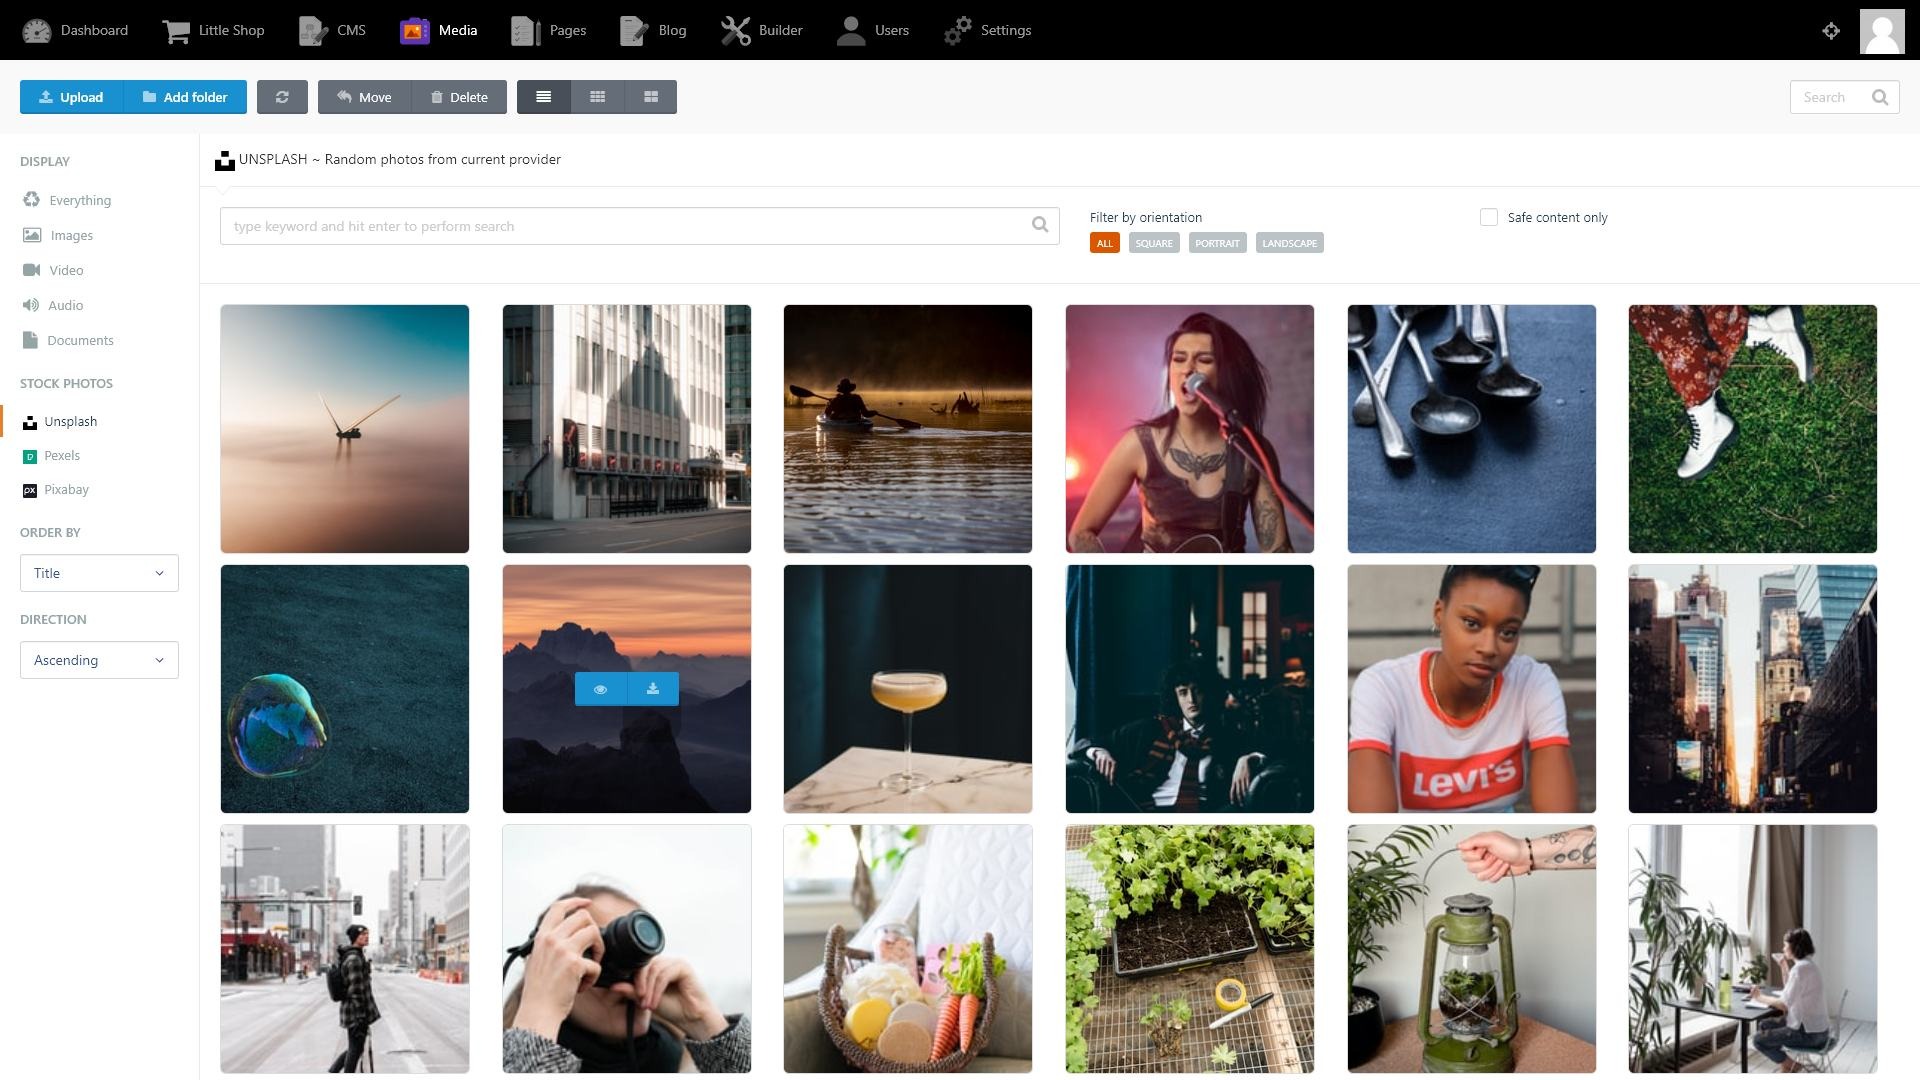 Dashboard Little Shop CMS Media Pages Blog Builder Users Settings
Upload Add folder Move Delete Search
DISPLAY
Everything
Images
Video
Audio
Documents
STOCK PHOTOS
Unsplash
Pexels
px Pixabay
ORDER BY
Title
DIRECTION
Ascending
UNSPLASH ~ Random photos from current provider
type keyword and hit enter to perform search
Filter by orientation
ALL SQUARE PORTRAIT LANDSCAPE
Safe content only
Levi's